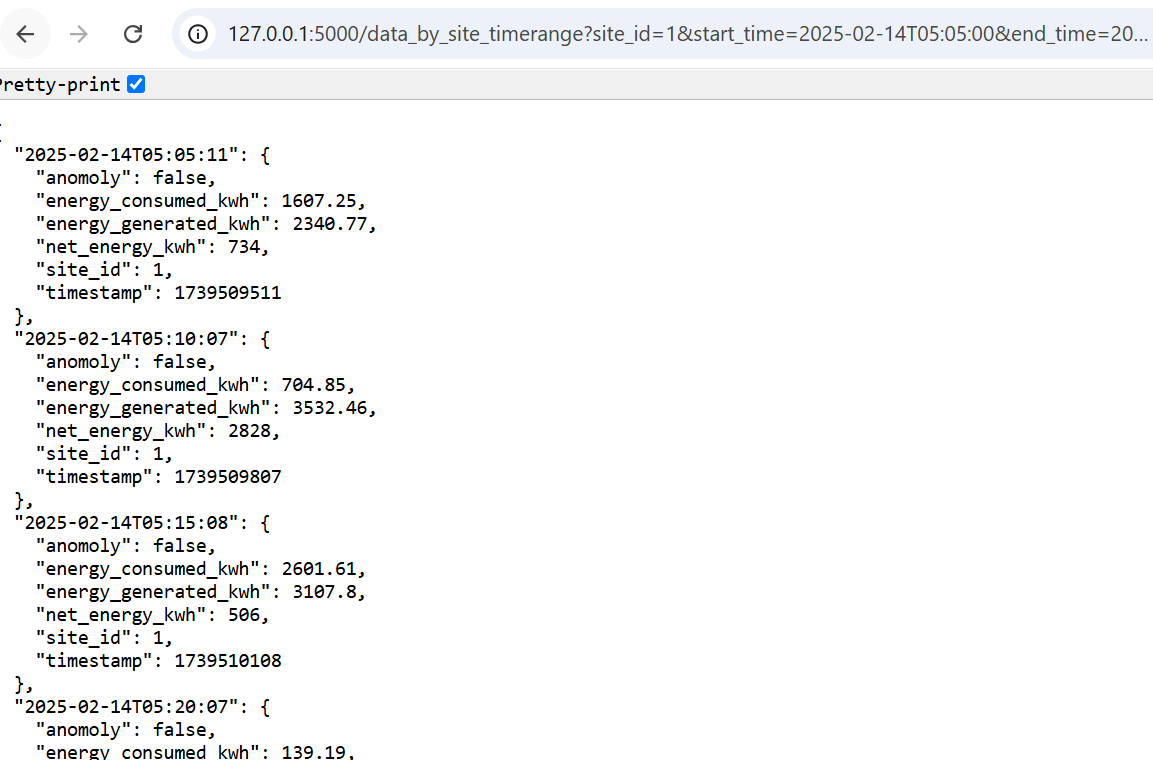 127.0.0.1:5000/data_by_site_timerange?site_id=1&start_time=2025-02-14T05:05:00&end_time=20...
Pretty-print
{
"2025-02-14T05:05:11": {
"anomoly": false,
"energy_consumed_kwh": 1607.25,
"energy_generated_kwh": 2340.77,
"net_energy_kwh": 734,
"site_id": 1,
"timestamp": 1739509511
},
"2025-02-14T05:10:07": {
"anomoly": false,
"energy_consumed_kwh": 704.85,
"energy_generated_kwh": 3532.46,
"net_energy_kwh": 2828,
"site_id": 1,
"timestamp": 1739509807
},
"2025-02-14T05:15:08": {
"anomoly": false,
"energy_consumed_kwh": 2601.61,
"energy_generated_kwh": 3107.8,
"net_energy_kwh": 506,
"site_id": 1,
"timestamp": 1739510108
},
"2025-02-14T05:20:07": {
"anomoly": false,
"energy_consumed_kwh": 139.19,